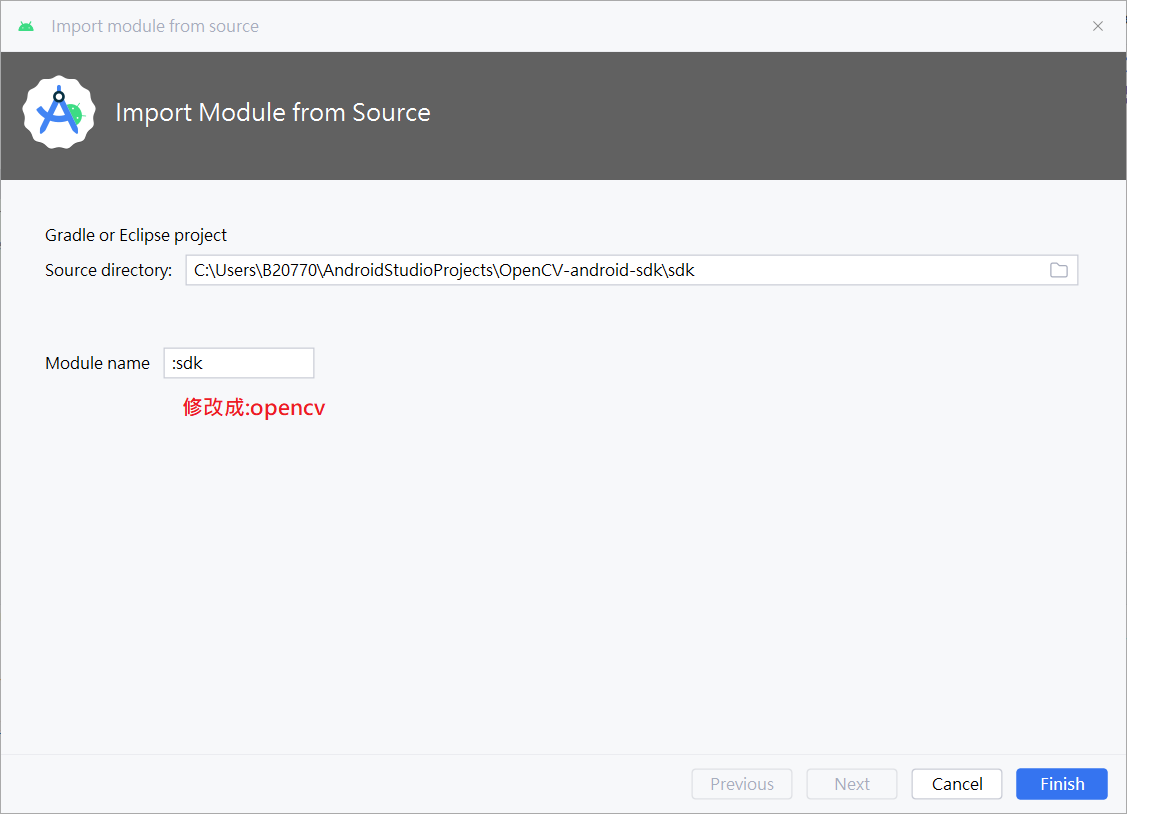 Import module from source
Import Module from Source
Gradle or Eclipse project
Source directory: C:\Users\B20770\AndroidStudioProjects\OpenCV-android-sdk\sdk
Module name :sdk
修改成:opencv
Previous Next Cancel Finish